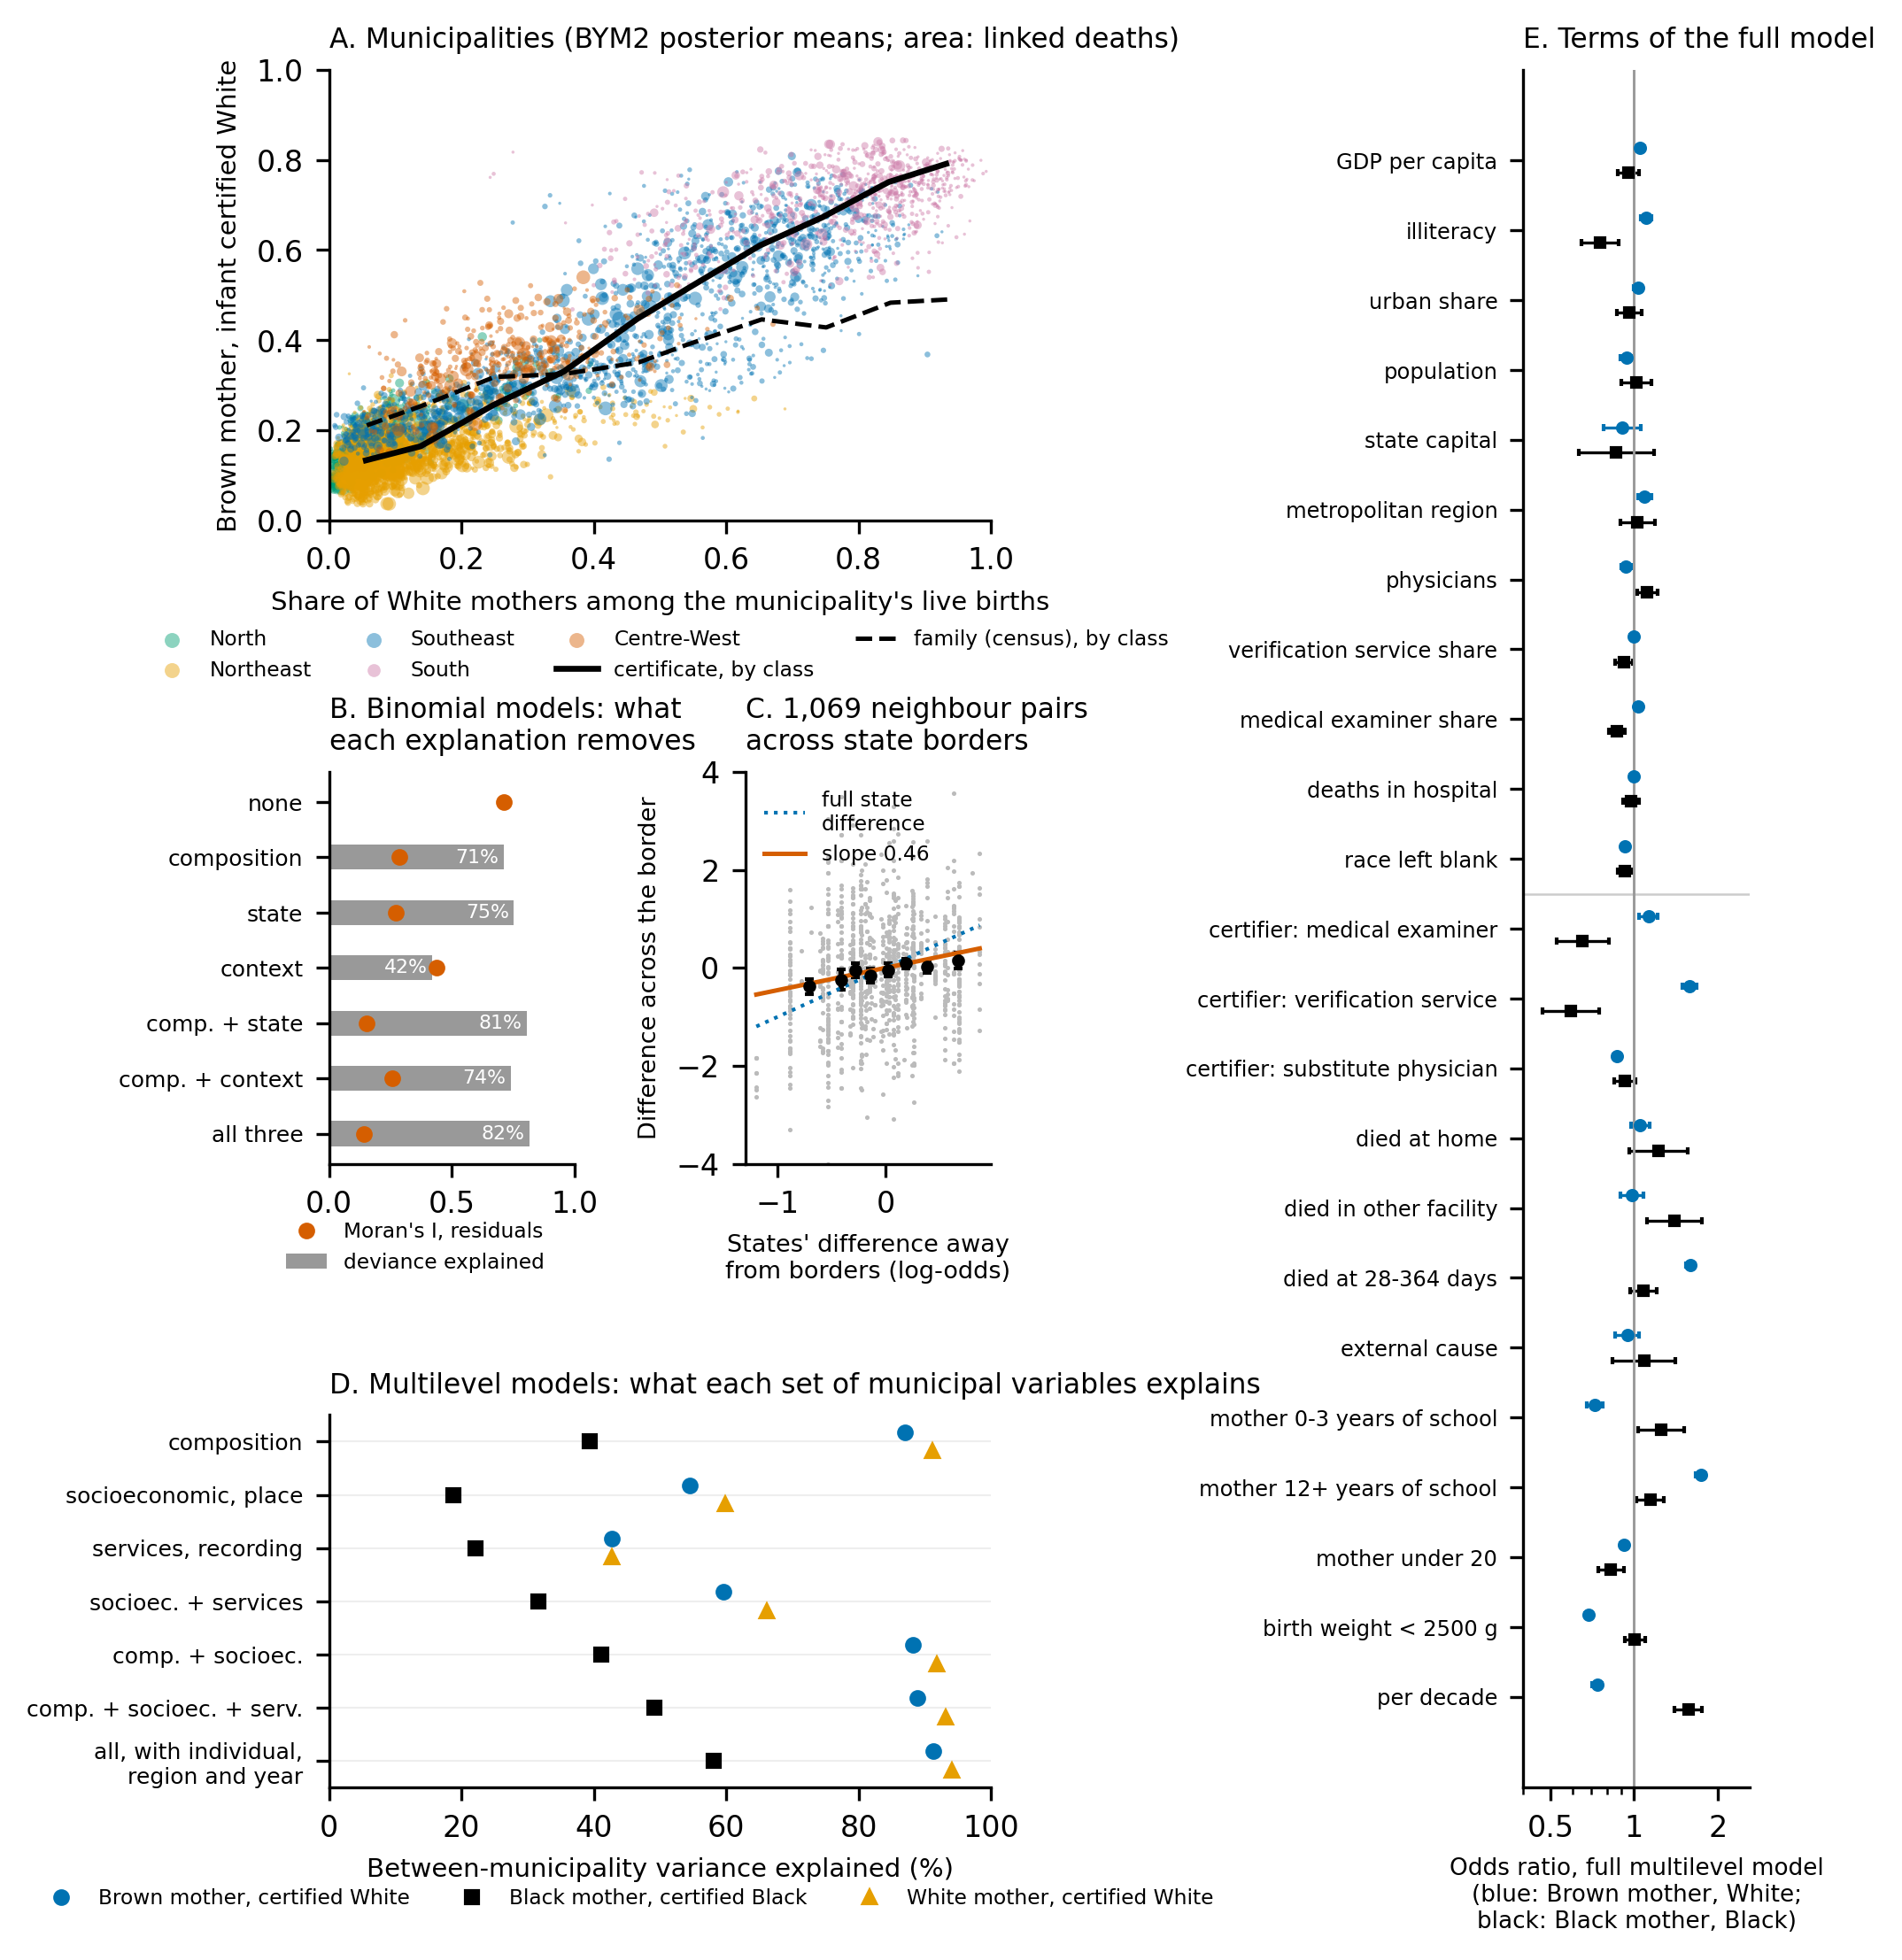 A. Municipalities (BYM2 posterior means; area: linked deaths)
Brown mother, infant certified White
1.0
0.8
0.6
0.4
0.2
0.0
0.0 0.2 0.4 0.6 0.8 1.0
Share of White mothers among the municipality's live births
North
Northeast
Southeast
South
Centre-West
certificate, by class
family (census), by class
B. Binomial models: what
each explanation removes
none
composition
71%
state
75%
context
42%
comp. + state
81%
comp. + context
74%
all three
82%
0.0 0.5 1.0
Moran's I, residuals
deviance explained
C. 1,069 neighbour pairs
across state borders
Difference across the border
4
2
0
−2
−4
full state
difference
slope 0.46
−1 0
States' difference away
from borders (log-odds)
D. Multilevel models: what each set of municipal variables explains
composition
socioeconomic, place
services, recording
socioec. + services
comp. + socioec.
comp. + socioec. + serv.
all, with individual,
region and year
0 20 40 60 80 100
Between-municipality variance explained (%)
Brown mother, certified White
Black mother, certified Black
White mother, certified White
E. Terms of the full model
GDP per capita
illiteracy
urban share
population
state capital
metropolitan region
physicians
verification service share
medical examiner share
deaths in hospital
race left blank
certifier: medical examiner
certifier: verification service
certifier: substitute physician
died at home
died in other facility
died at 28-364 days
external cause
mother 0-3 years of school
mother 12+ years of school
mother under 20
birth weight < 2500 g
per decade
0.5 1 2
Odds ratio, full multilevel model
(blue: Brown mother, White;
black: Black mother, Black)